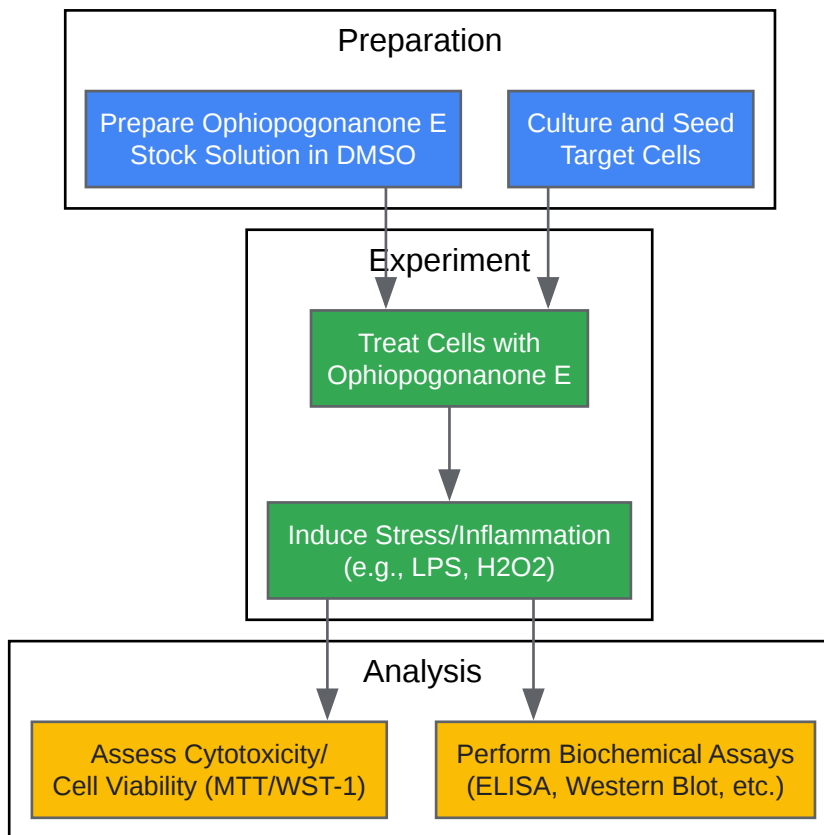 Preparation
Prepare Ophiopogonanone E
Stock Solution in DMSO
Culture and Seed
Target Cells
Experiment
Treat Cells with
Ophiopogonanone E
Induce Stress/Inflammation
(e.g., LPS, H2O2)
Analysis
Assess Cytotoxicity/
Cell Viability (MTT/WST-1)
Perform Biochemical Assays
(ELISA, Western Blot, etc.)